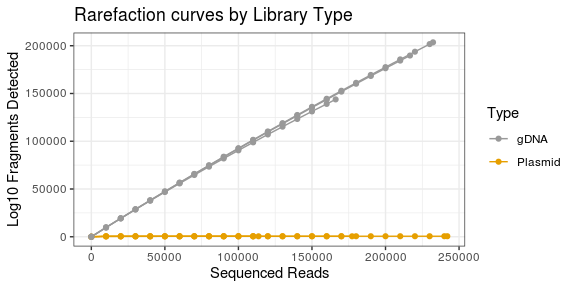 Rarefaction curves by Library Type
Log10 Fragments Detected
200000
150000
100000
50000
0
0 50000 100000 150000 200000 250000
Sequenced Reads
Type
gDNA
Plasmid